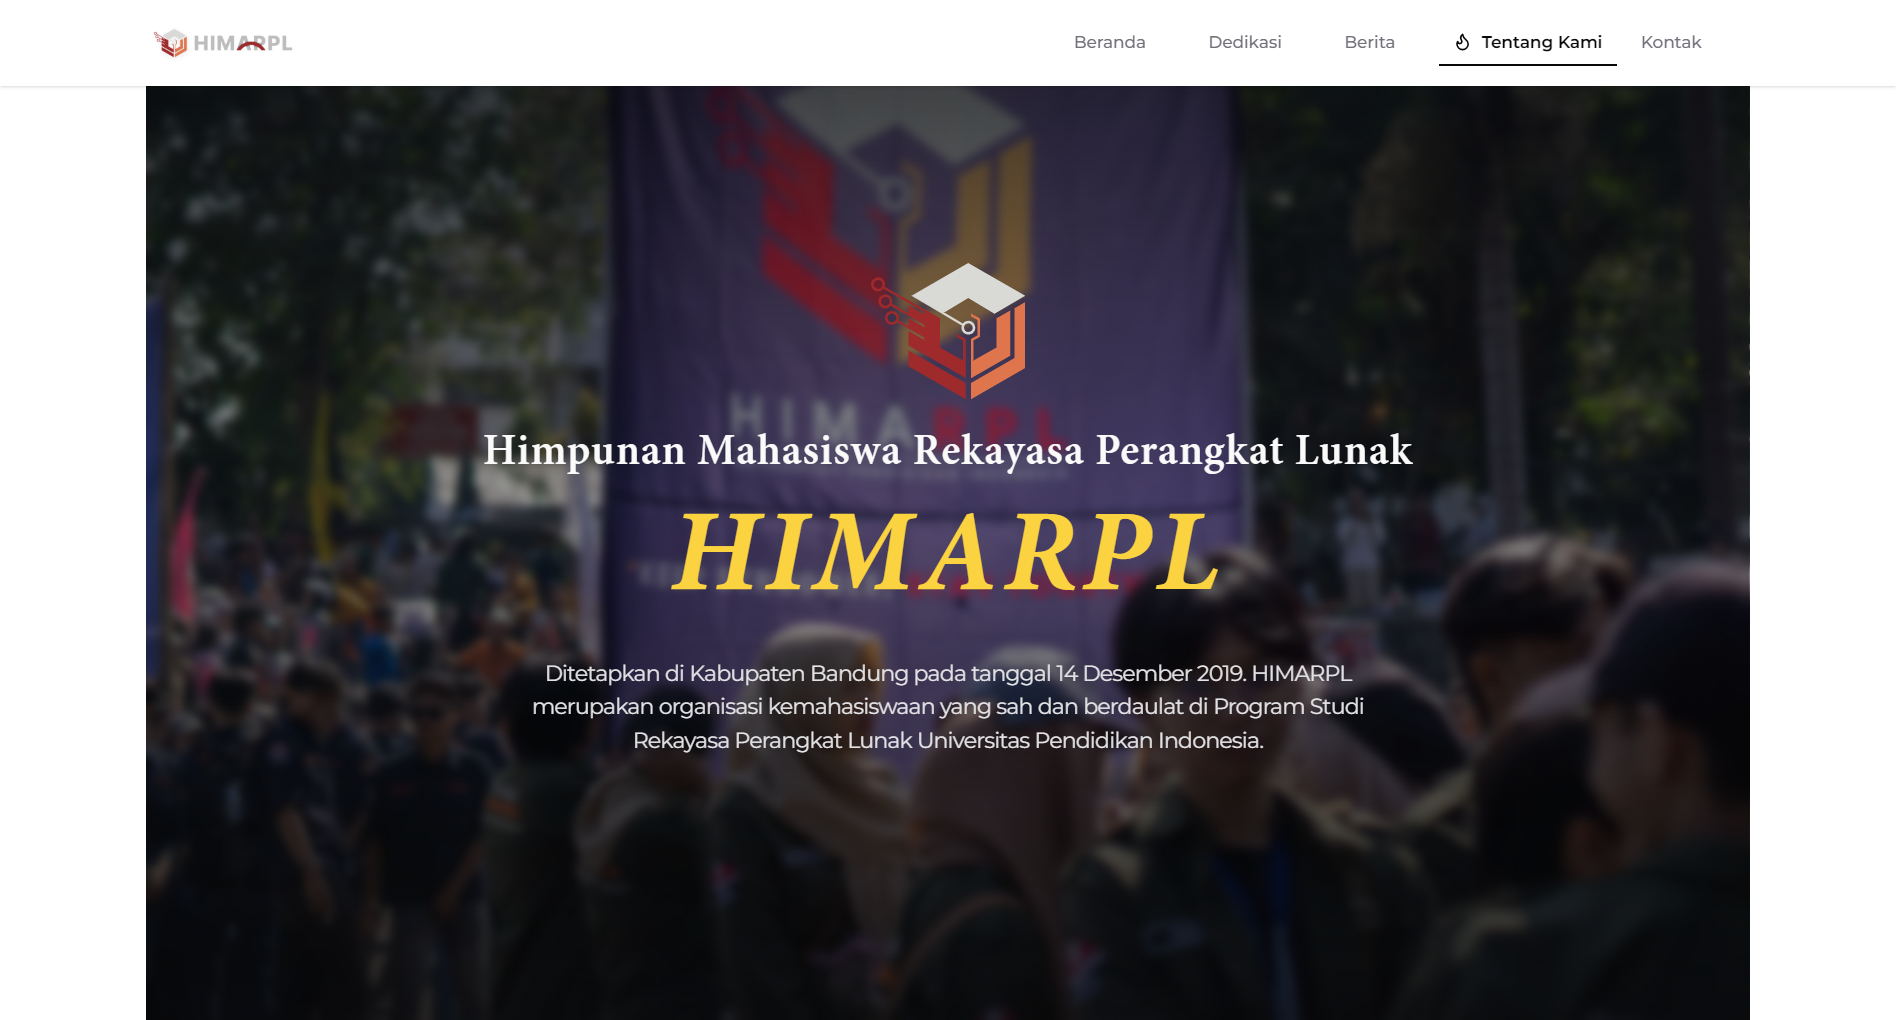 HIMARPL
Beranda
Dedikasi
Berita
Tentang Kami
Kontak
HIMARPL
Himpunan Mahasiswa Rekayasa Perangkat Lunak
HIMARPL
Ditetapkan di Kabupaten Bandung pada tanggal 14 Desember 2019. HIMARPL
merupakan organisasi kemahasiswaan yang sah dan berdaulat di Program Studi
Rekayasa Perangkat Lunak Universitas Pendidikan Indonesia.